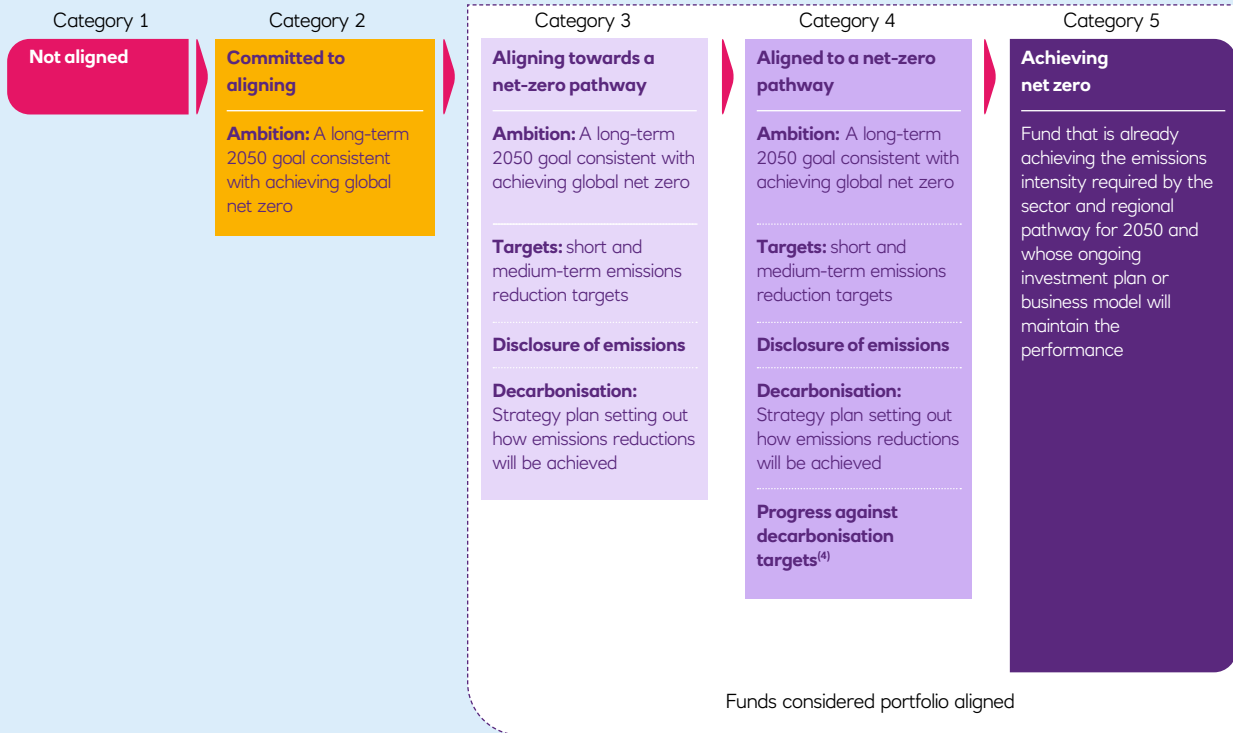 Category 1
Not aligned
Category 2
Committed to
aligning
Ambition: A long-term
2050 goal consistent
with achieving global
net zero
Category 3
Aligning towards a
net-zero pathway
Ambition: A long-term
2050 goal consistent with
achieving global net zero
Targets: short and
medium-term emissions
reduction targets
Disclosure of emissions
Decarbonisation:
Strategy plan setting out
how emissions reductions
will be achieved
Category 4
Aligned to a net-zero
pathway
Ambition: A long-term
2050 goal consistent with
achieving global net zero
Targets: short and
medium-term emissions
reduction targets
Disclosure of emissions
Decarbonisation:
Strategy plan setting out
how emissions reductions
will be achieved
Progress against
decarbonisation
targets(4)
Category 5
Achieving
net zero
Fund that is already
achieving the emissions
intensity required by the
sector and regional
pathway for 2050 and
whose ongoing
investment plan or
business model will
maintain the
performance
Funds considered portfolio aligned